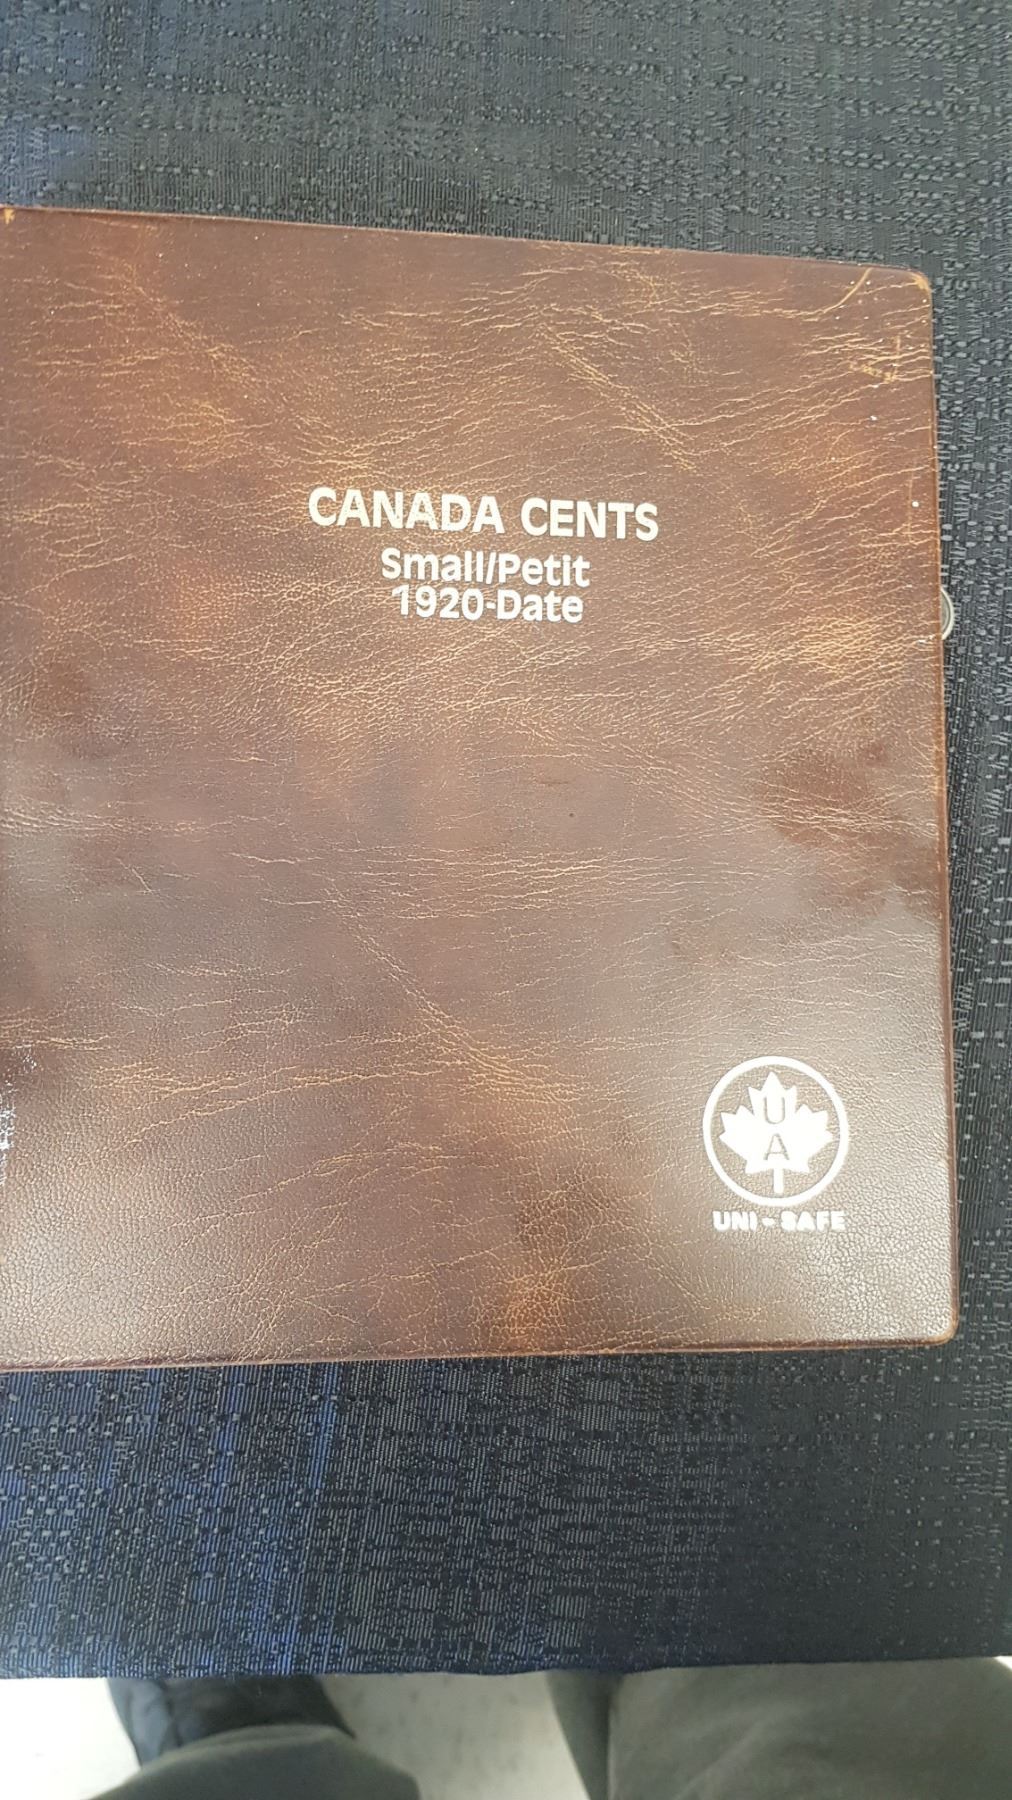 CANADA CENTS
Small/Petit
1920-Date
U
A
UNI-SAFE